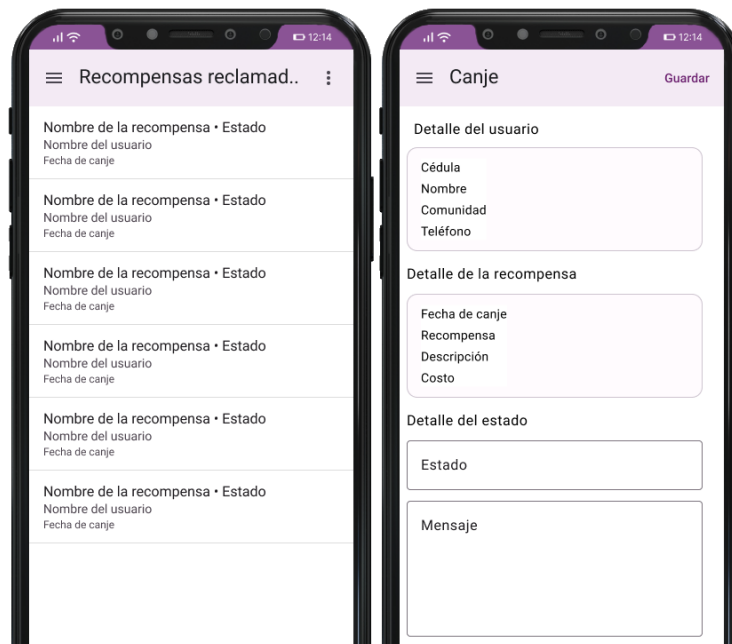 12:14
Recompensas reclamad..
Nombre de la recompensa • Estado
Nombre del usuario
Fecha de canje
Nombre de la recompensa • Estado
Nombre del usuario
Fecha de canje
Nombre de la recompensa • Estado
Nombre del usuario
Fecha de canje
Nombre de la recompensa • Estado
Nombre del usuario
Fecha de canje
Nombre de la recompensa • Estado
Nombre del usuario
Fecha de canje
Nombre de la recompensa • Estado
Nombre del usuario
Fecha de canje
12:14
Canje
Guardar
Detalle del usuario
Cédula
Nombre
Comunidad
Teléfono
Detalle de la recompensa
Fecha de canje
Recompensa
Descripción
Costo
Detalle del estado
Estado
Mensaje